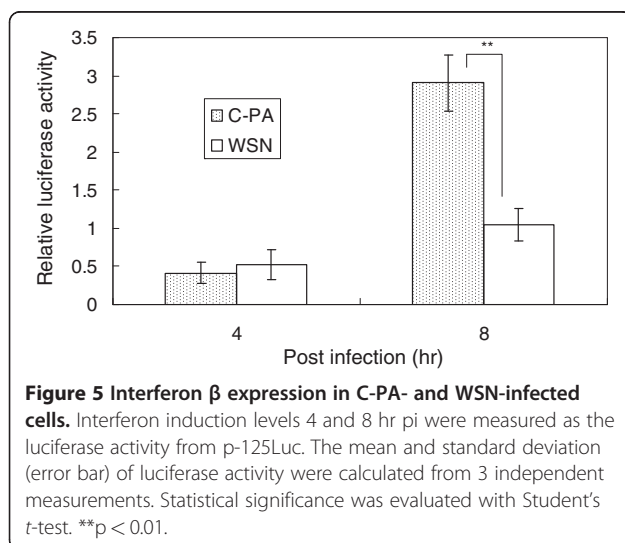 3.5
3
2.5
2
1.5
1
0.5
0
Relative luciferase activity
C-PA
WSN
**
4
8
Post infection (hr)
Figure 5 Interferon β expression in C-PA- and WSN-infected
cells. Interferon induction levels 4 and 8 hr pi were measured as the
luciferase activity from p-125Luc. The mean and standard deviation
(error bar) of luciferase activity were calculated from 3 independent
measurements. Statistical significance was evaluated with Student's
t-test. **p < 0.01.